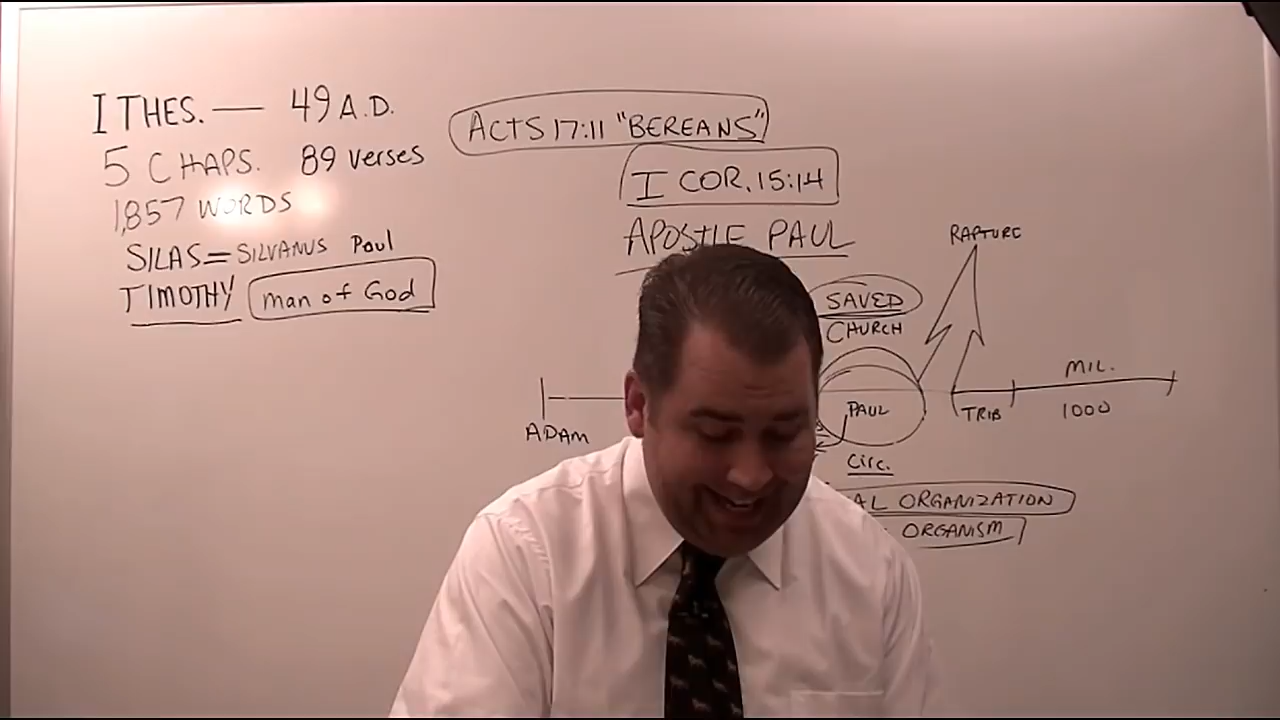 I THES. — 49 A.D.
5 CHAPS. 89 verses
1,857 WORDS
SILAS = SILVANUS Paul
TIMOTHY man of God
ACTS 17:11 "BEREANS"
I COR. 15:14
APOSTLE PAUL
SAVED
CHURCH
RAPTURE
MIL.
ADAM
PAUL
TRIB
1000
Circ.
AL ORGANIZATION
ORGANISM